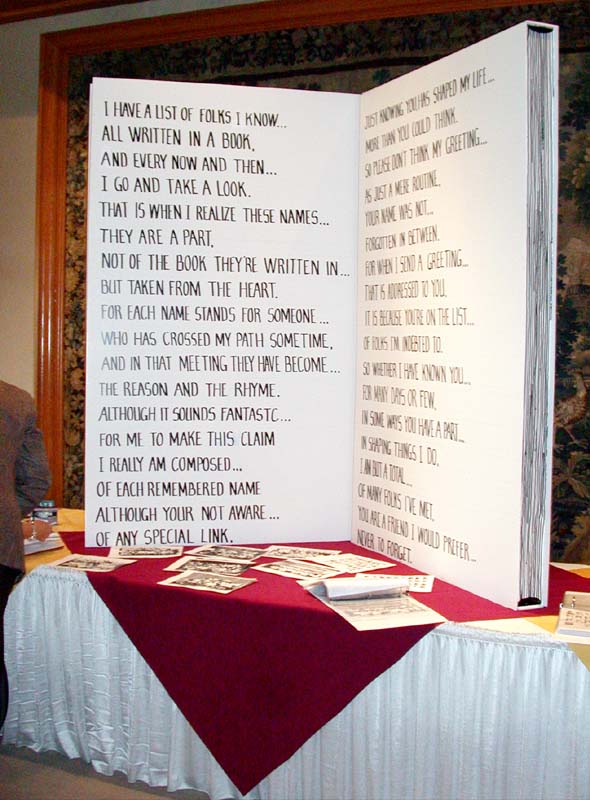 I HAVE A LIST OF FOLKS I KNOW...
ALL WRITTEN IN A BOOK,
AND EVERY NOW AND THEN...
I GO AND TAKE A LOOK.
THAT IS WHEN I REALIZE THESE NAMES...
THEY ARE A PART,
NOT OF THE BOOK THEY'RE WRITTEN IN...
BUT TAKEN FROM THE HEART.
FOR EACH NAME STANDS FOR SOMEONE...
WHO HAS CROSSED MY PATH SOMETIME,
AND IN THAT MEETING THEY HAVE BECOME...
THE REASON AND THE RHYME.
ALTHOUGH IT SOUNDS FANTASTC...
FOR ME TO MAKE THIS CLAIM
I REALLY AM COMPOSED...
OF EACH REMEMBERED NAME
ALTHOUGH YOUR NOT AWARE...
OF ANY SPECIAL LINK.
JUST KNOWING YOU, HAS SHAPED MY LIFE...
MORE THAN YOU COULD THINK.
SO PLEASE DON'T THINK MY GREETING...
AS JUST A MERE ROUTINE,
YOUR NAME WAS NOT...
FORGOTTEN IN BETWEEN.
FOR WHEN I SEND A GREETING...
THAT IS ADDRESSED TO YOU.
IT IS BECAUSE YOU'RE ON THE LIST...
OF FOLKS I'M INDEBTED TO.
SO WHETHER I HAVE KNOWN YOU...
FOR MANY DAYS OR FEW,
IN SOME WAYS YOU HAVE A PART...
IN SHAPING THINGS I DO.
I AM BUT A TOTAL...
OF MANY FOLKS I'VE MET,
YOU ARE A FRIEND I WOULD PREFER...
NEVER TO FORGET.